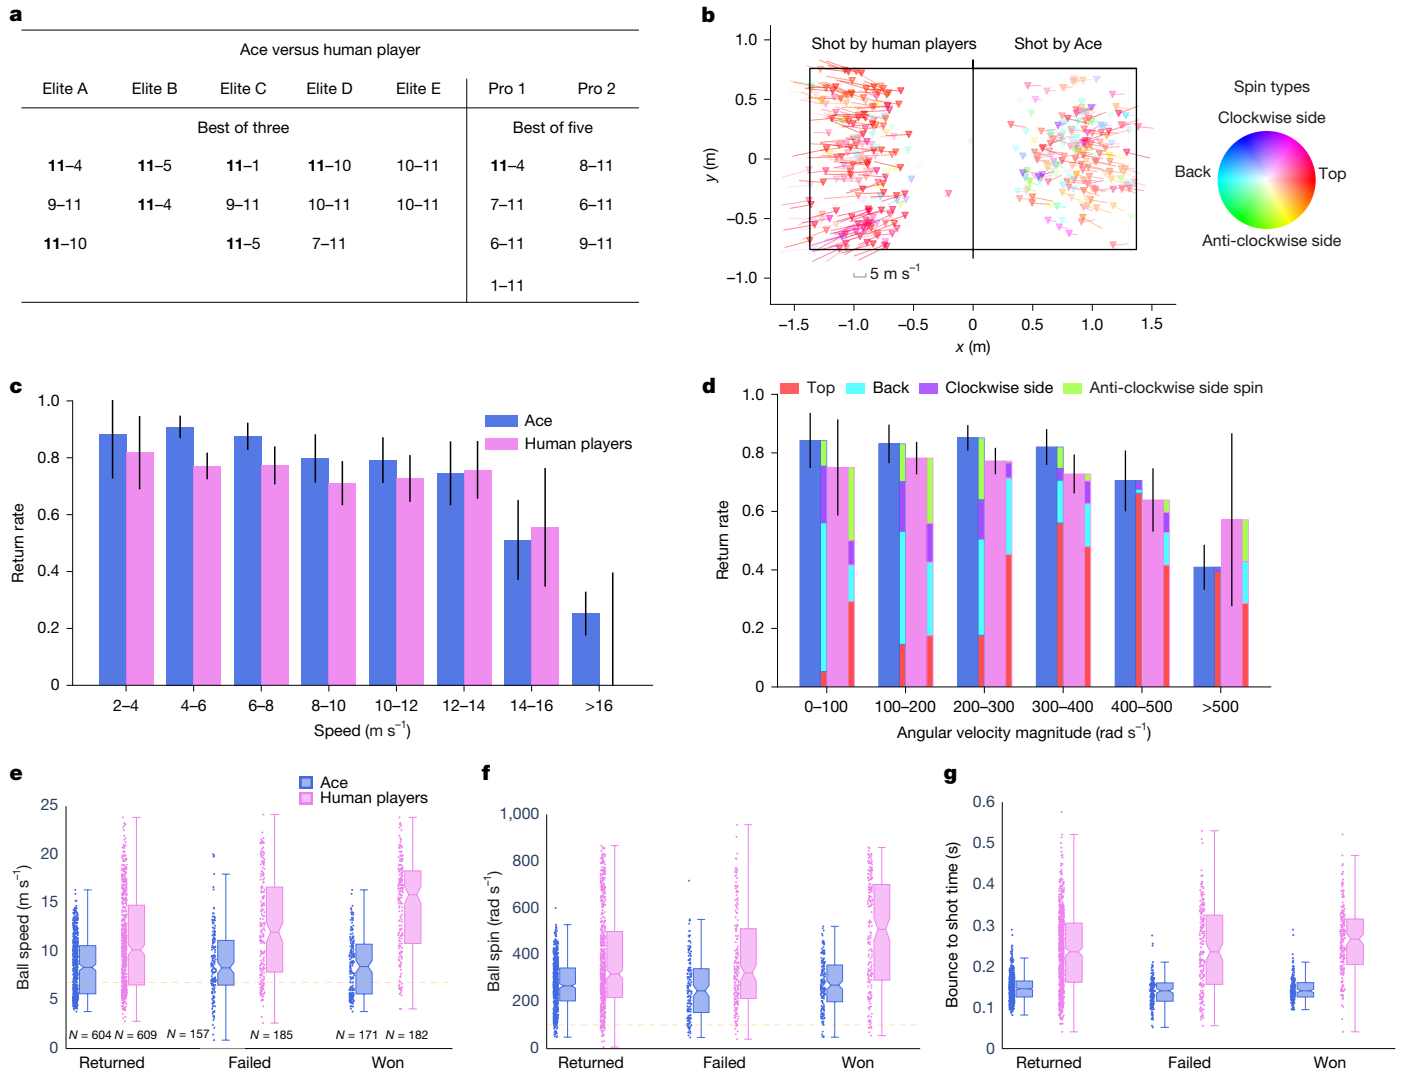 a
Ace versus human player
Elite A Elite B Elite C Elite D Elite E Pro 1 Pro 2
Best of three Best of five
11–4 11–5 11–1 11–10 10–11 11–4 8–11
9–11 11–4 9–11 10–11 10–11 7–11 6–11
11–10 11–5 7–11 6–11 9–11
1–11
b
Shot by human players Shot by Ace
1.0
0.5
0
−0.5
−1.0
y (m)
5 m s⁻¹
−1.5 −1.0 −0.5 0 0.5 1.0 1.5
x (m)
Spin types
Clockwise side
Back Top
Anti-clockwise side
c
Ace
Human players
1.0
0.8
0.6
0.4
0.2
0
Return rate
2–4 4–6 6–8 8–10 10–12 12–14 14–16 >16
Speed (m s⁻¹)
d
Top Back Clockwise side Anti-clockwise side spin
1.0
0.8
0.6
0.4
0.2
0
Return rate
0–100 100–200 200–300 300–400 400–500 >500
Angular velocity magnitude (rad s⁻¹)
e
Ace
Human players
25
20
15
10
5
0
Ball speed (m s⁻¹)
N = 604 N = 609 N = 157 N = 185 N = 171 N = 182
Returned Failed Won
f
1,000
800
600
400
200
0
Ball spin (rad s⁻¹)
Returned Failed Won
g
0.6
0.5
0.4
0.3
0.2
0.1
0
Bounce to shot time (s)
Returned Failed Won